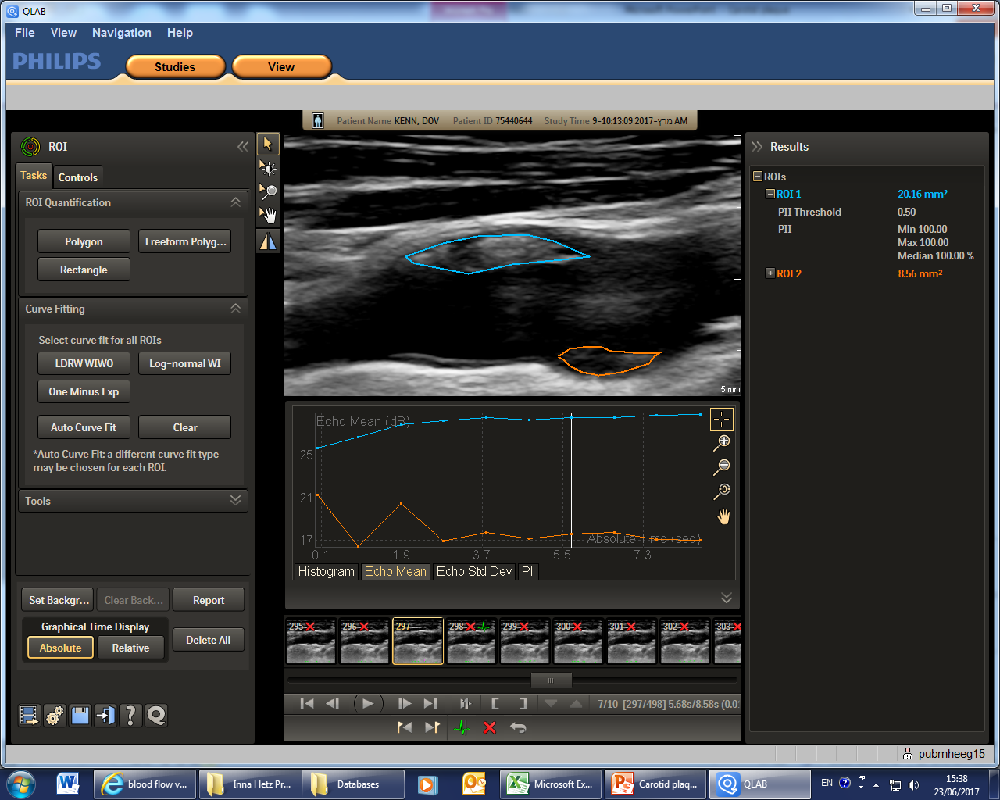 QLAB
File View Navigation Help
PHILIPS
Studies View
Patient Name KENN, DOV Patient ID 75440644 Study Time 9-מרץ-2017 10:13:09 AM
ROI
Tasks Controls
ROI Quantification
Polygon Freeform Polyg...
Rectangle
Curve Fitting
Select curve fit for all ROIs
LDRW WIWO Log-normal WI
One Minus Exp
Auto Curve Fit Clear
*Auto Curve Fit: a different curve fit type
may be chosen for each ROI.
Tools
Set Backgr... Clear Back... Report
Graphical Time Display
Absolute Relative
Delete All
5 mm
Echo Mean (dB)
25
21
17
Absolute Time (sec)
0.1 1.9 3.7 5.5 7.3
Histogram Echo Mean Echo Std Dev PII
295 296 297 298 299 300 301 302 303
7/10 [297/498] 5.68s/8.58s (0.0
Results
ROIs
ROI 1 20.16 mm²
PII Threshold 0.50
PII Min 100.00
Max 100.00
Median 100.00 %
ROI 2 8.56 mm²
pubmheeg15
blood flow v... Inna Hetz Pr... Databases Microsoft Ex... Carotid plaq... QLAB
EN
15:38
23/06/2017